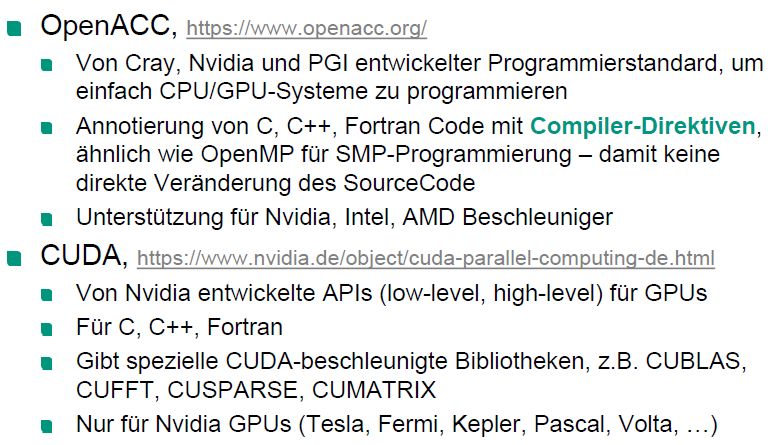 OpenACC, https://www.openacc.org/
Von Cray, Nvidia und PGI entwickelter Programmierstandard, um
einfach CPU/GPU-Systeme zu programmieren
Annotierung von C, C++, Fortran Code mit Compiler-Direktiven,
ähnlich wie OpenMP für SMP-Programmierung – damit keine
direkte Veränderung des SourceCode
Unterstützung für Nvidia, Intel, AMD Beschleuniger
CUDA, https://www.nvidia.de/object/cuda-parallel-computing-de.html
Von Nvidia entwickelte APIs (low-level, high-level) für GPUs
Für C, C++, Fortran
Gibt spezielle CUDA-beschleunigte Bibliotheken, z.B. CUBLAS,
CUFFT, CUSPARSE, CUMATRIX
Nur für Nvidia GPUs (Tesla, Fermi, Kepler, Pascal, Volta, …)